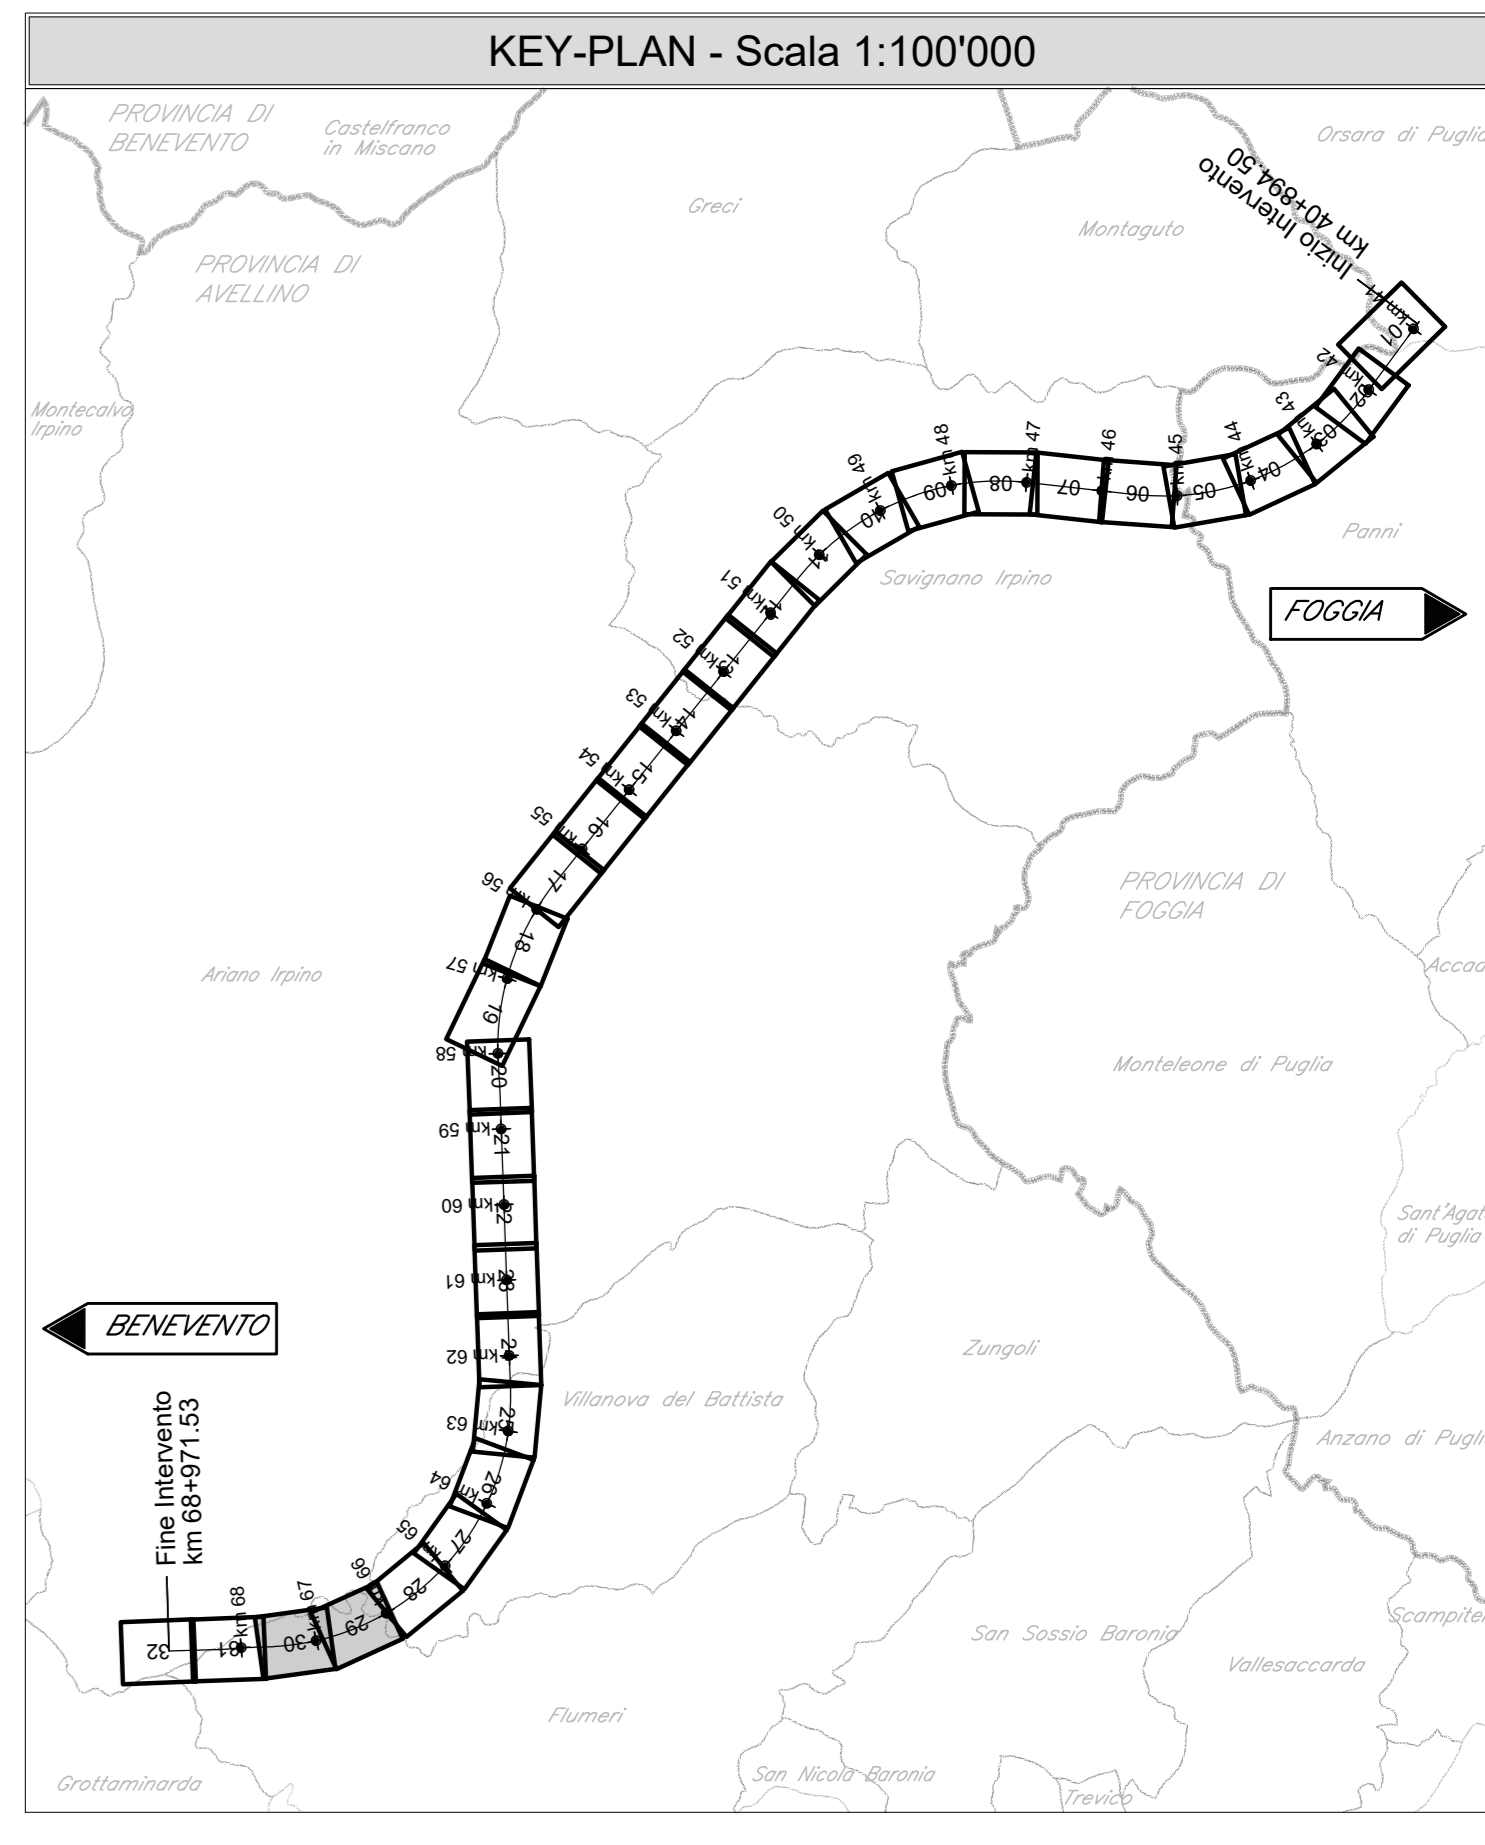 KEY-PLAN - Scala 1:100'000
PROVINCIA DI
BENEVENTO
Castelfranco
in Miscano
Orsara di Puglia
Greci
Montaguto
Inizio Intervento
km 40+894.50
PROVINCIA DI
AVELLINO
km 41
01
km 42
02
km 43
03
km 44
04
km 45
05
06
km 46
07
km 47
08
km 48
09
km 49
10
km 50
11
km 51
12
km 52
13
km 53
14
km 54
15
km 55
16
km 56
17
18
km 57
19
km 58
20
km 59
21
km 60
22
km 61
23
km 62
24
km 63
25
km 64
26
km 65
27
km 66
28
29
km 67
30
km 68
31
32
Montecalvo
Irpino
Panni
Savignano Irpino
FOGGIA
PROVINCIA DI
FOGGIA
Ariano Irpino
Accad
Monteleone di Puglia
Sant'Agat
di Puglia
BENEVENTO
Zungoli
Villanova del Battista
Fine Intervento
km 68+971.53
Anzano di Pugli
Scampite
San Sossio Baronia
Vallesaccarda
Flumeri
San Nicola Baronia
Trevico
Grottaminarda